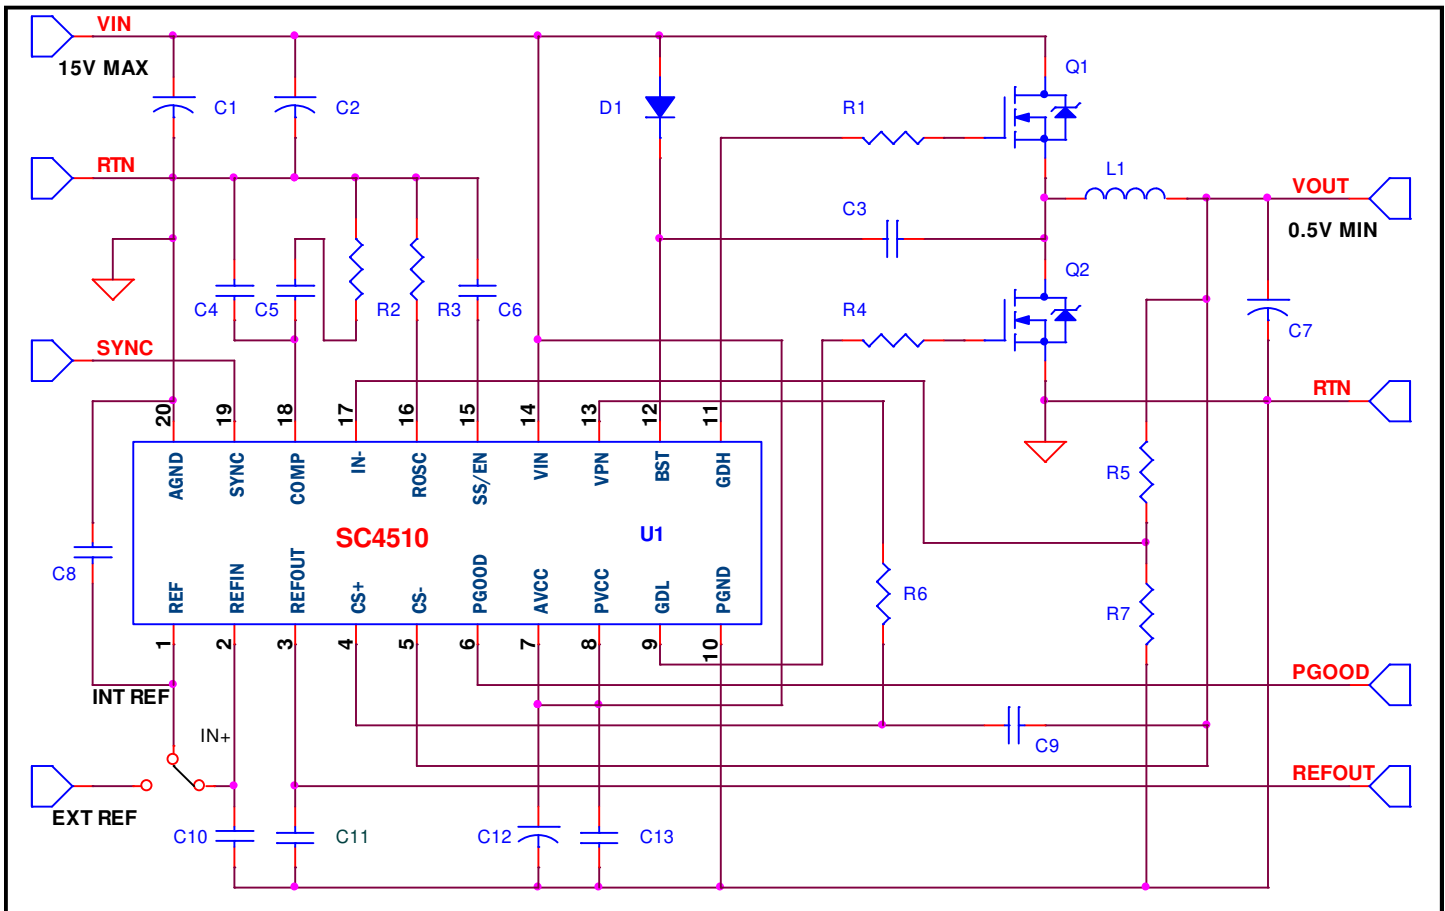 VIN
15V MAX
C1
C2
D1
R1
Q1
RTN
L1
VOUT
0.5V MIN
C3
Q2
C4
C5
R2
R3
C6
R4
C7
SYNC
RTN
20
19
18
17
16
15
14
13
12
11
AGND
SYNC
COMP
IN-
ROSC
SS/EN
VIN
VPN
BST
GDH
R5
SC4510
U1
C8
REF
REFIN
REFOUT
CS+
CS-
PGOOD
AVCC
PVCC
GDL
PGND
R6
R7
1
2
3
4
5
6
7
8
9
10
PGOOD
INT REF
IN+
C9
REFOUT
EXT REF
C10
C11
C12
C13